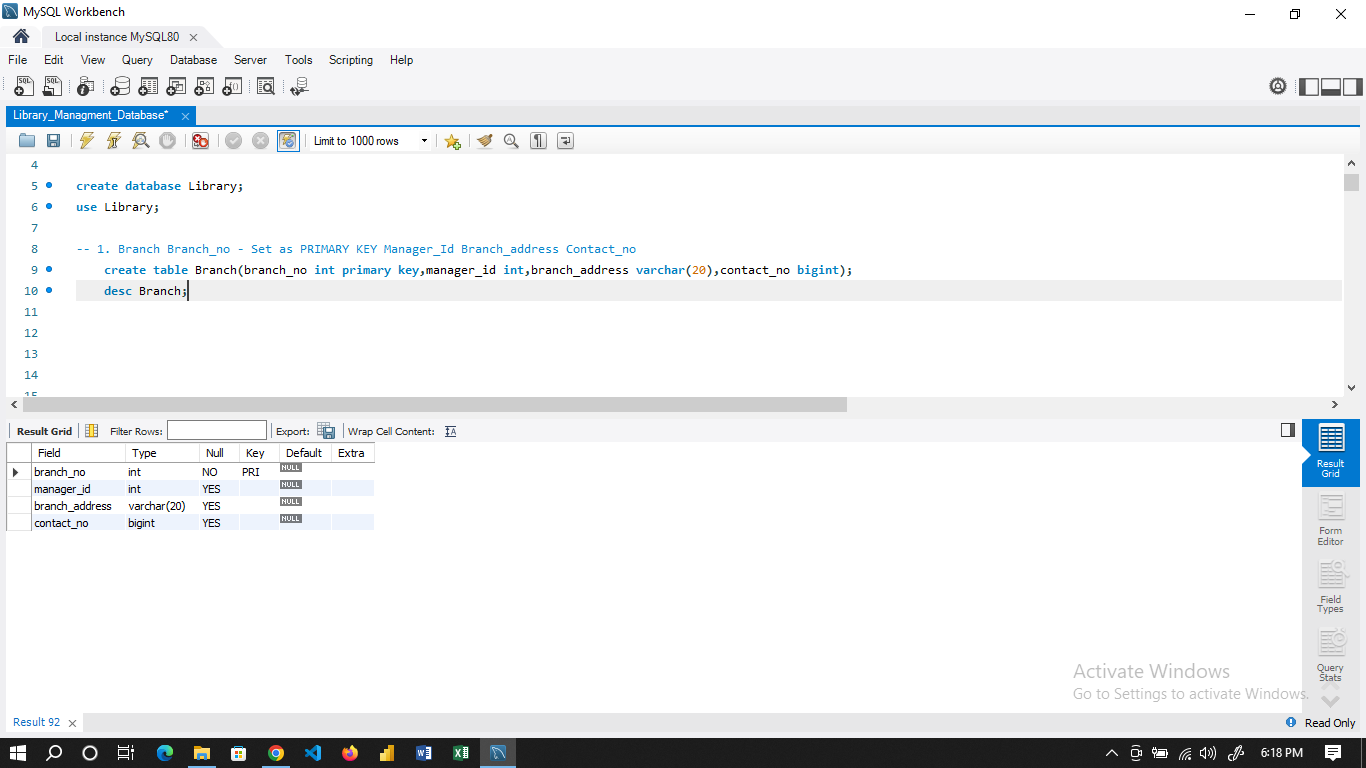 MySQL Workbench
Local instance MySQL80
File Edit View Query Database Server Tools Scripting Help
Library_Managment_Database*
Limit to 1000 rows
4
5 create database Library;
6 use Library;
7
8 -- 1. Branch Branch_no - Set as PRIMARY KEY Manager_Id Branch_address Contact_no
9 create table Branch(branch_no int primary key,manager_id int,branch_address varchar(20),contact_no bigint);
10 desc Branch;
11
12
13
14
15
Result Grid Filter Rows: Export: Wrap Cell Content:
Field Type Null Key Default Extra
branch_no int NO PRI NULL
manager_id int YES NULL
branch_address varchar(20) YES NULL
contact_no bigint YES NULL
Result
Grid
Form
Editor
Field
Types
Query
Stats
Activate Windows
Go to Settings to activate Windows.
Result 92
Read Only
6:18 PM